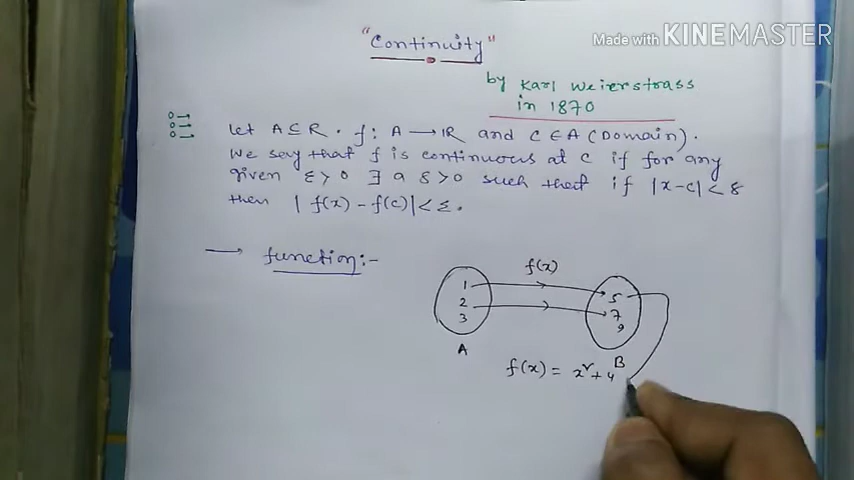 "Continuity"
Made with KINEMASTER
by Karl Weierstrass
in 1870
Let A ⊆ R. f: A → IR and C ∈ A (Domain).
We say that f is continuous at c if for any
given ε > 0 ∃ a δ > 0 such that if |x-c| < δ
then |f(x) - f(c)| < ε.
→ function:-
f(x)
1 5
2 7
3 9
A B
f(x) = x² + 4